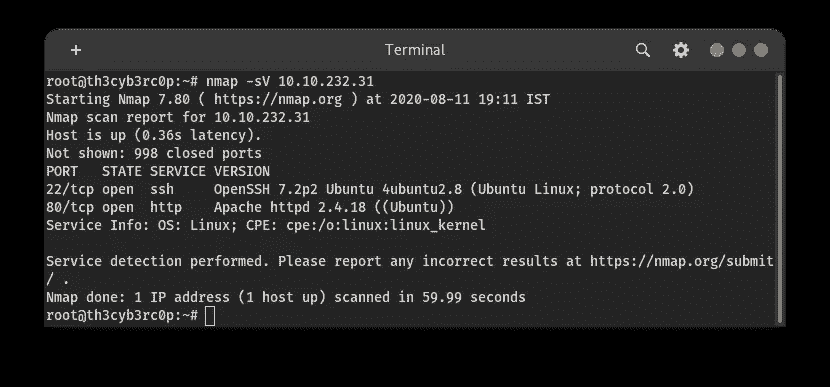 + Terminal
root@th3cyb3rc0p:~# nmap -sV 10.10.232.31
Starting Nmap 7.80 ( https://nmap.org ) at 2020-08-11 19:11 IST
Nmap scan report for 10.10.232.31
Host is up (0.36s latency).
Not shown: 998 closed ports
PORT   STATE SERVICE VERSION
22/tcp open  ssh     OpenSSH 7.2p2 Ubuntu 4ubuntu2.8 (Ubuntu Linux; protocol 2.0)
80/tcp open  http    Apache httpd 2.4.18 ((Ubuntu))
Service Info: OS: Linux; CPE: cpe:/o:linux:linux_kernel

Service detection performed. Please report any incorrect results at https://nmap.org/submit
/ .
Nmap done: 1 IP address (1 host up) scanned in 59.99 seconds
root@th3cyb3rc0p:~#